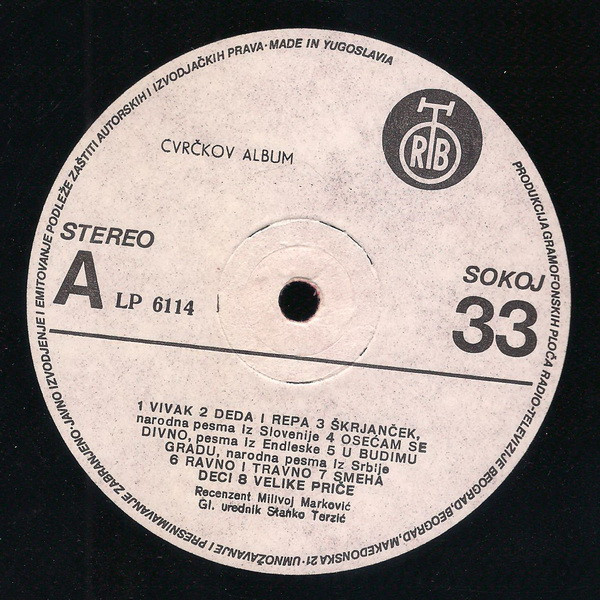 JAVNO IZVODJENJE I EMITOVANJE PODLEŽE ZAŠTITI AUTORSKIH I IZVODJAČKIH PRAVA · MADE IN YUGOSLAVIA
PRODUKCIJA GRAMOFONSKIH PLOČA RADIO-TELEVIZIJE BEOGRAD, BEOGRAD, MAKEDONSKA 21 · UMNOŽAVANJE I PRESNIMAVANJE ZABRANJENO ·
CVRČKOV ALBUM
RTB
STEREO
A LP 6114
SOKOJ
33
1 VIVAK 2 DEDA I REPA 3 ŠKRJANČEK,
narodna pesma iz Slovenije 4 OSEĆAM SE
DIVNO, pesma iz Endleske 5 U BUDIMU
GRADU, narodna pesma iz Srbije
6 RAVNO I TRAVNO 7 SMEHA
DECI 8 VELIKE PRIČE
Recenzent Milivoj Marković
Gl. urednik Stanko Terzić